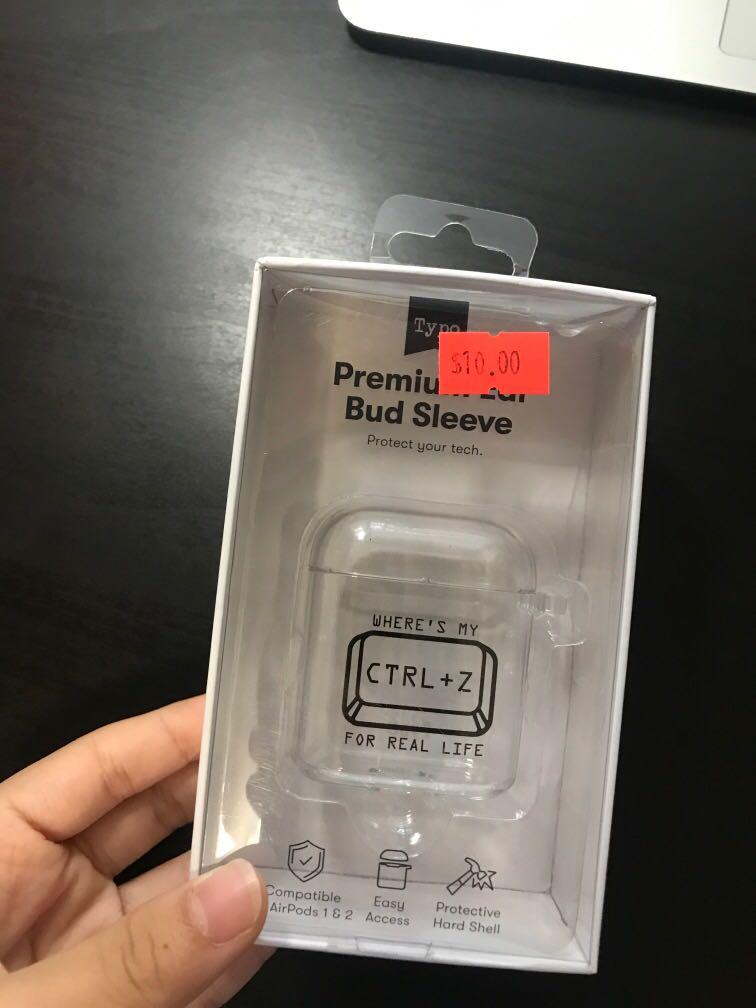 Typo
$10.00
Premium Ear
Bud Sleeve
Protect your tech.
WHERE'S MY
CTRL+Z
FOR REAL LIFE
Compatible
AirPods 1 & 2
Easy
Access
Protective
Hard Shell